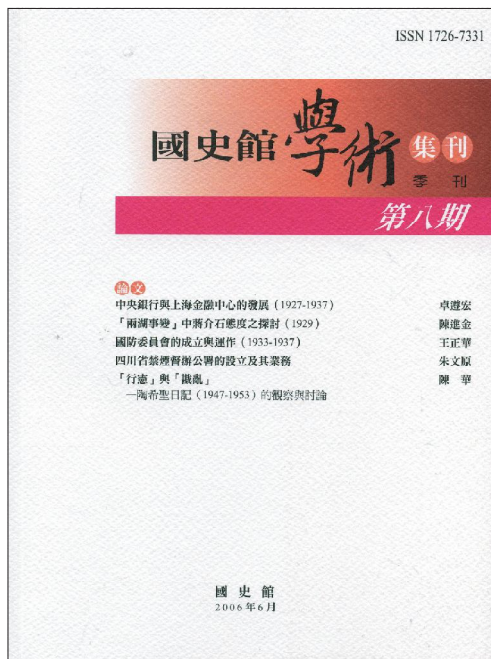 ISSN 1726-7331
國史館 學術 集刊
季刊
第八期
論文
中央銀行與上海金融中心的發展（1927-1937） 卓遵宏
「兩湖事變」中蔣介石態度之探討（1929） 陳進金
國防委員會的成立與運作（1933-1937） 王正華
四川省禁煙督辦公署的設立及其業務 朱文原
「行憲」與「戡亂」 陳華
—陶希聖日記（1947-1953）的觀察與討論
國史館
2006年6月